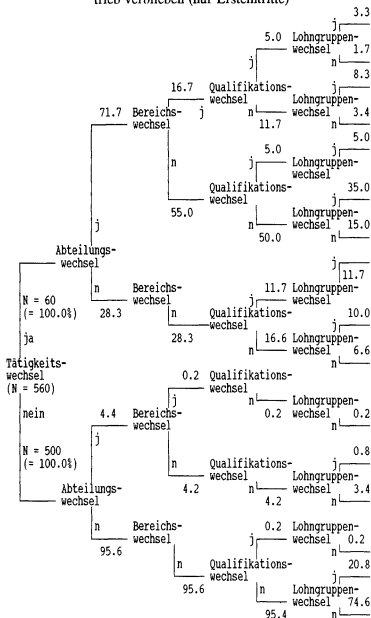 trieb verblieben (nur Ersteintritte)
3.3
5.0 Lohngruppen-
j wechsel 1.7
n
8.3
16.7 Qualifikations- j
wechsel Lohngruppen-
71.7 Bereichs- j n wechsel 3.4
wechsel 11.7 n
5.0
5.0 j
j Lohngruppen-
n wechsel
Qualifikations- 35.0
wechsel j
55.0 n Lohngruppen-
50.0 wechsel 15.0
j n
Abteilungs-
wechsel j
11.7
n 11.7 Lohngruppen-
N = 60 Bereichs- j wechsel
(= 100.0%) 28.3 wechsel n Qualifikations- 10.0
28.3 wechsel 16.6 j
ja n Lohngruppen-
wechsel 6.6
n
Tätigkeits-
wechsel 0.2 Qualifikations-
(N = 560) j wechsel
n Lohngruppen-
nein 4.4 Bereichs- 0.2 wechsel 0.2
j wechsel n
0.8
N = 500 n Qualifikations- j
(= 100.0%) wechsel Lohngruppen-
4.2 n wechsel 3.4
Abteilungs- 4.2 n
wechsel
n Bereichs- 0.2 Lohngruppen-
wechsel j wechsel 0.2
95.6 n
n Qualifikations- 20.8
wechsel j
95.6 n Lohngruppen-
wechsel 74.6
95.4 n